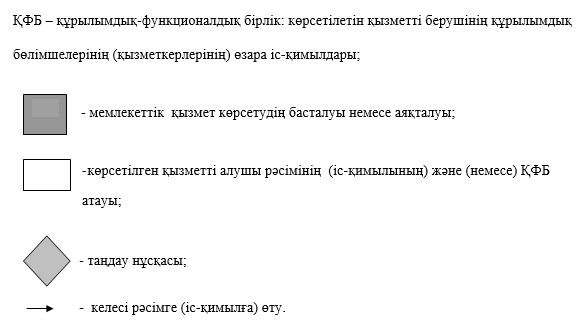 ҚФБ – құрылымдық-функционалдық бірлік: көрсетілетін қызметті берушінің құрылымдық
бөлімшелерінің (қызметкерлерінің) өзара іс-қимылдары;
- мемлекеттік қызмет көрсетудің басталуы немесе аяқталуы;
-көрсетілген қызметті алушы рәсімінің (іс-қимылының) және (немесе) ҚФБ
атауы;
- таңдау нұсқасы;
- келесі рәсімге (іс-қимылға) өту.